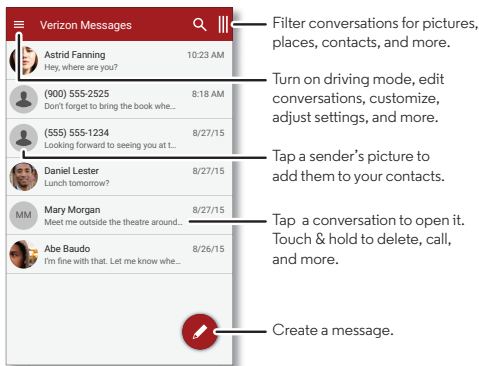 Verizon Messages
Astrid Fanning 10:23 AM
Hey, where are you?
(900) 555-2525 8:18 AM
Don't forget to bring the book whe...
(555) 555-1234 8/27/15
Looking forward to seeing you at t...
Daniel Lester 8/27/15
Lunch tomorrow?
MM
Mary Morgan 8/27/15
Meet me outside the theatre around...
Abe Baudo 8/26/15
I'm fine with that. Let me know whe...
Filter conversations for pictures,
places, contacts, and more.
Turn on driving mode, edit
conversations, customize,
adjust settings, and more.
Tap a sender's picture to
add them to your contacts.
Tap a conversation to open it.
Touch & hold to delete, call,
and more.
Create a message.